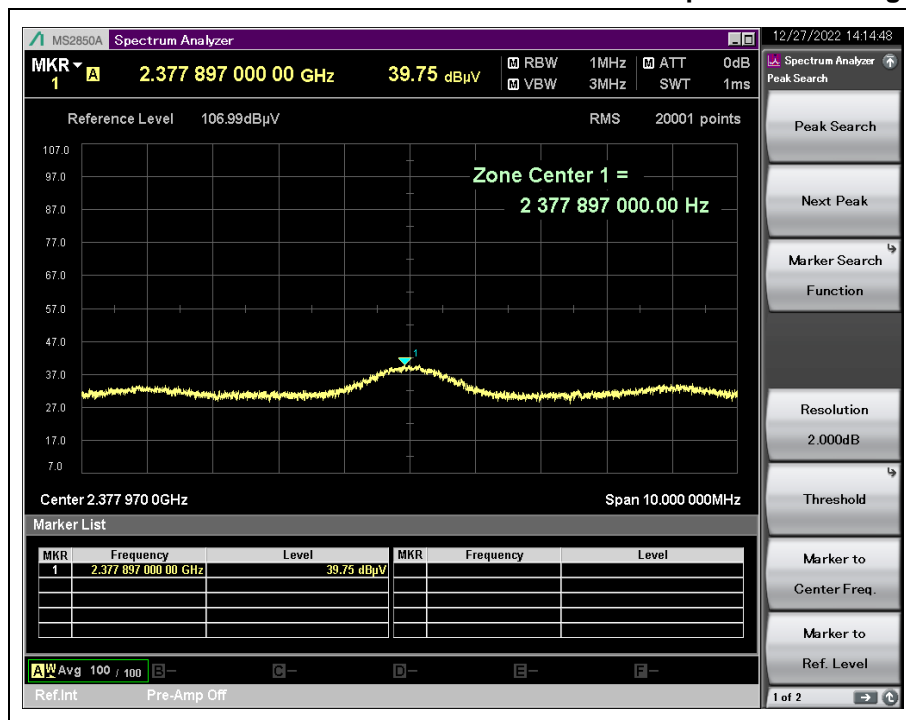 MS2850A Spectrum Analyzer
12/27/2022 14:14:48
MKR 1 A 2.377 897 000 00 GHz 39.75 dBµV
M RBW 1MHz M ATT 0dB
M VBW 3MHz SWT 1ms
Spectrum Analyzer
Peak Search
Reference Level 106.99dBµV RMS 20001 points
107.0
97.0
87.0
77.0
67.0
57.0
47.0
37.0
27.0
17.0
7.0
Zone Center 1 =
2 377 897 000.00 Hz
1
Center 2.377 970 0GHz Span 10.000 000MHz
Marker List
MKR Frequency Level MKR Frequency Level
1 2.377 897 000 00 GHz 39.75 dBµV
A W Avg 100 / 100 B- C- D- E- F-
Ref.Int Pre-Amp Off
Peak Search
Next Peak
Marker Search
Function
Resolution
2.000dB
Threshold
Marker to
Center Freq.
Marker to
Ref. Level
1 of 2